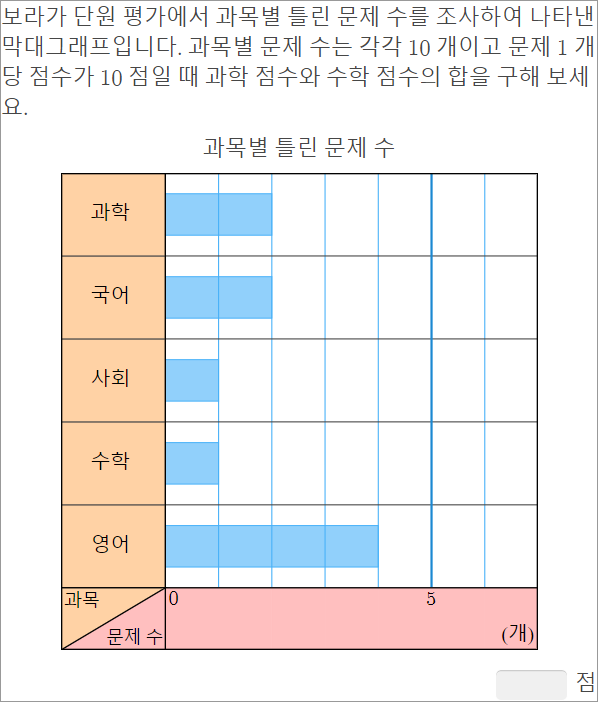 보라가 단원 평가에서 과목별 틀린 문제 수를 조사하여 나타낸
막대그래프입니다. 과목별 문제 수는 각각 10 개이고 문제 1 개
당 점수가 10 점일 때 과학 점수와 수학 점수의 합을 구해 보세
요.
과목별 틀린 문제 수
과학
국어
사회
수학
영어
과목
문제 수
0
5
(개)
점